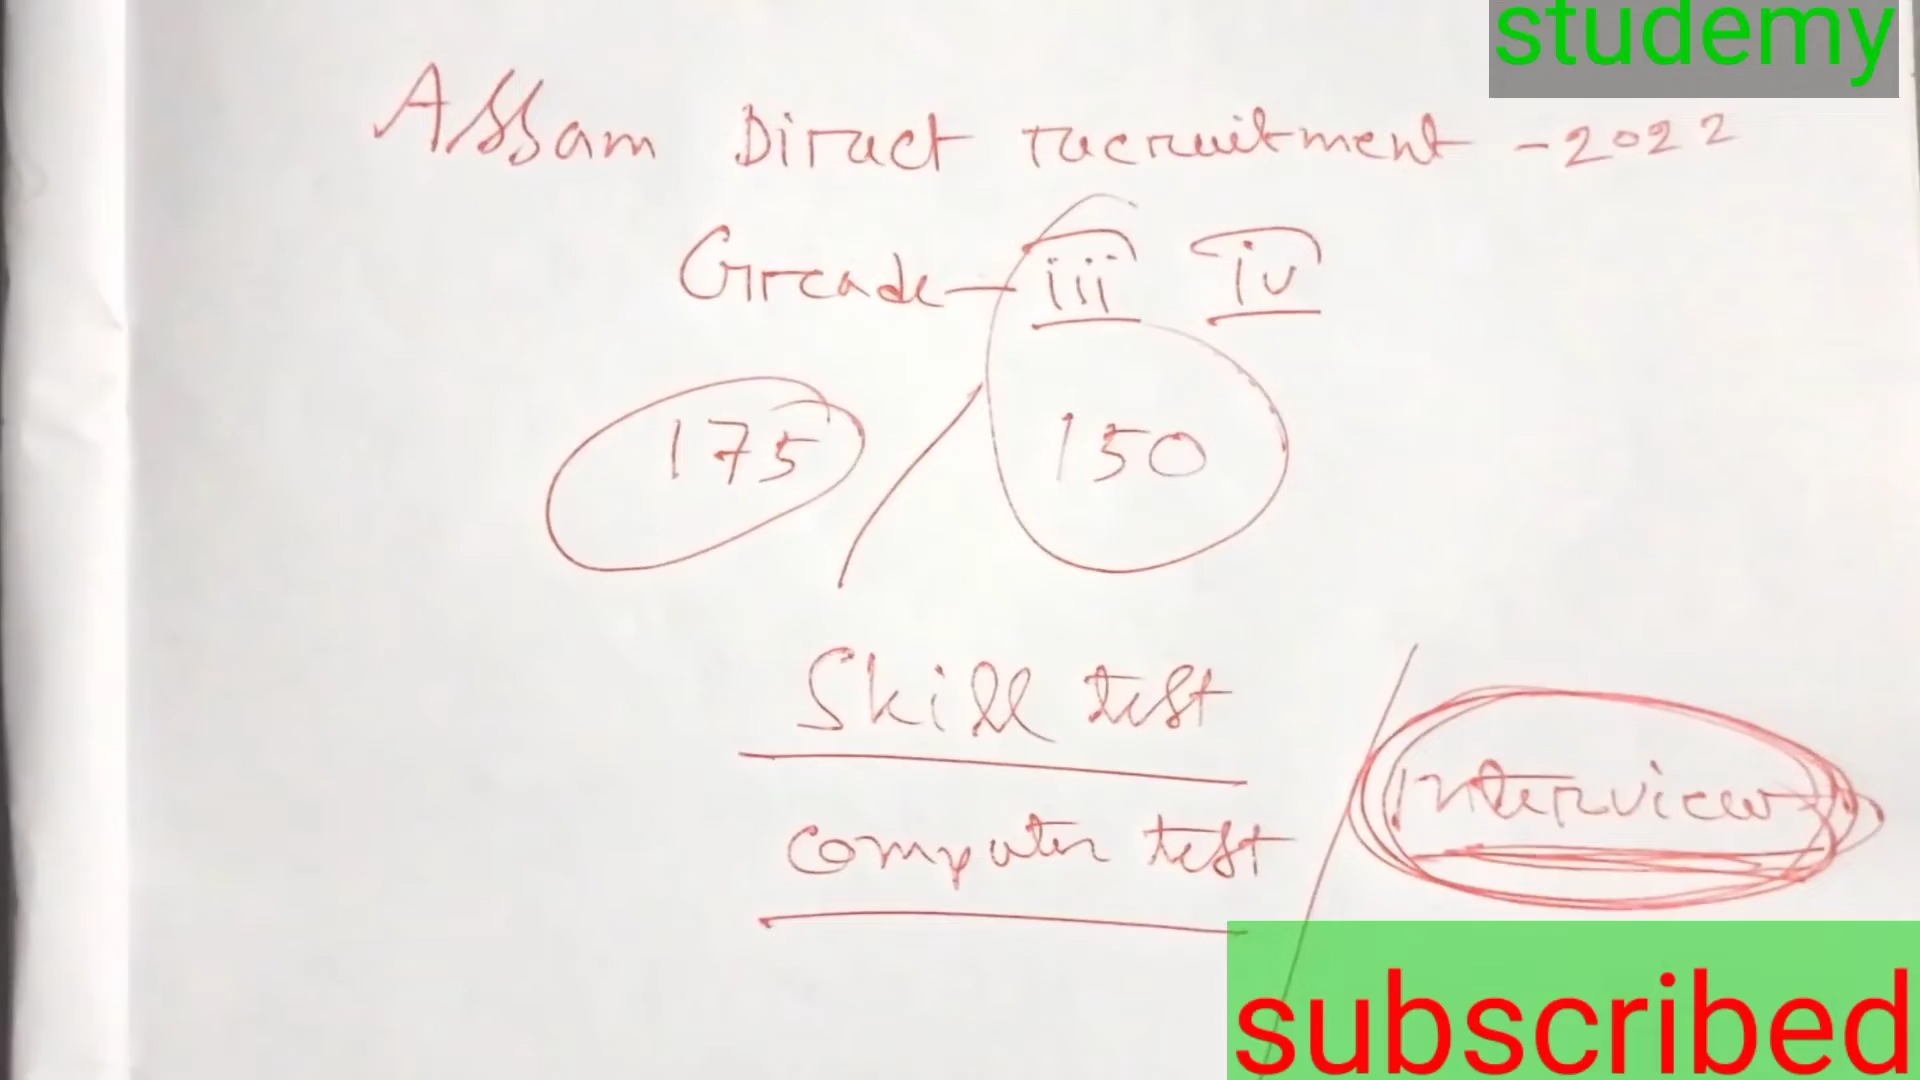 studemy
Assam Direct recruitment - 2022
Grade - iii iv
175 / 150
Skill test
computer test / Interview
subscribed